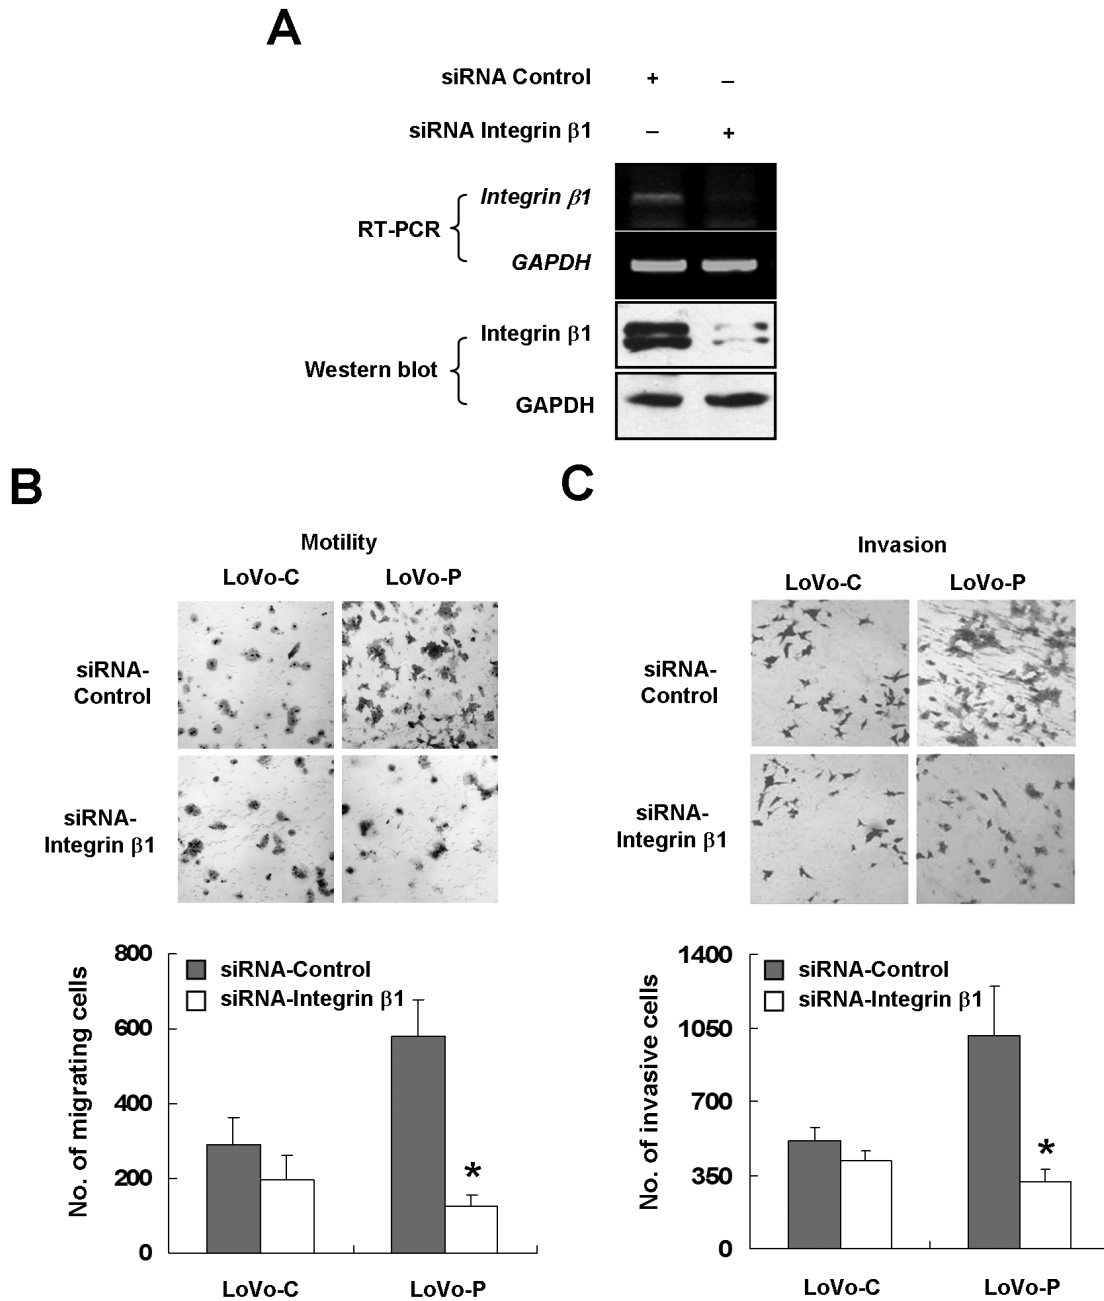 A
siRNA Control + –
siRNA Integrin β1 – +
Integrin β1
RT-PCR
GAPDH
Integrin β1
Western blot
GAPDH
B
Motility
LoVo-C LoVo-P
siRNA-
Control
siRNA-
Integrin β1
800
600
400
200
0
No. of migrating cells
siRNA-Control
siRNA-Integrin β1
*
LoVo-C LoVo-P
C
Invasion
LoVo-C LoVo-P
siRNA-
Control
siRNA-
Integrin β1
1400
1050
700
350
0
No. of invasive cells
siRNA-Control
siRNA-Integrin β1
*
LoVo-C LoVo-P